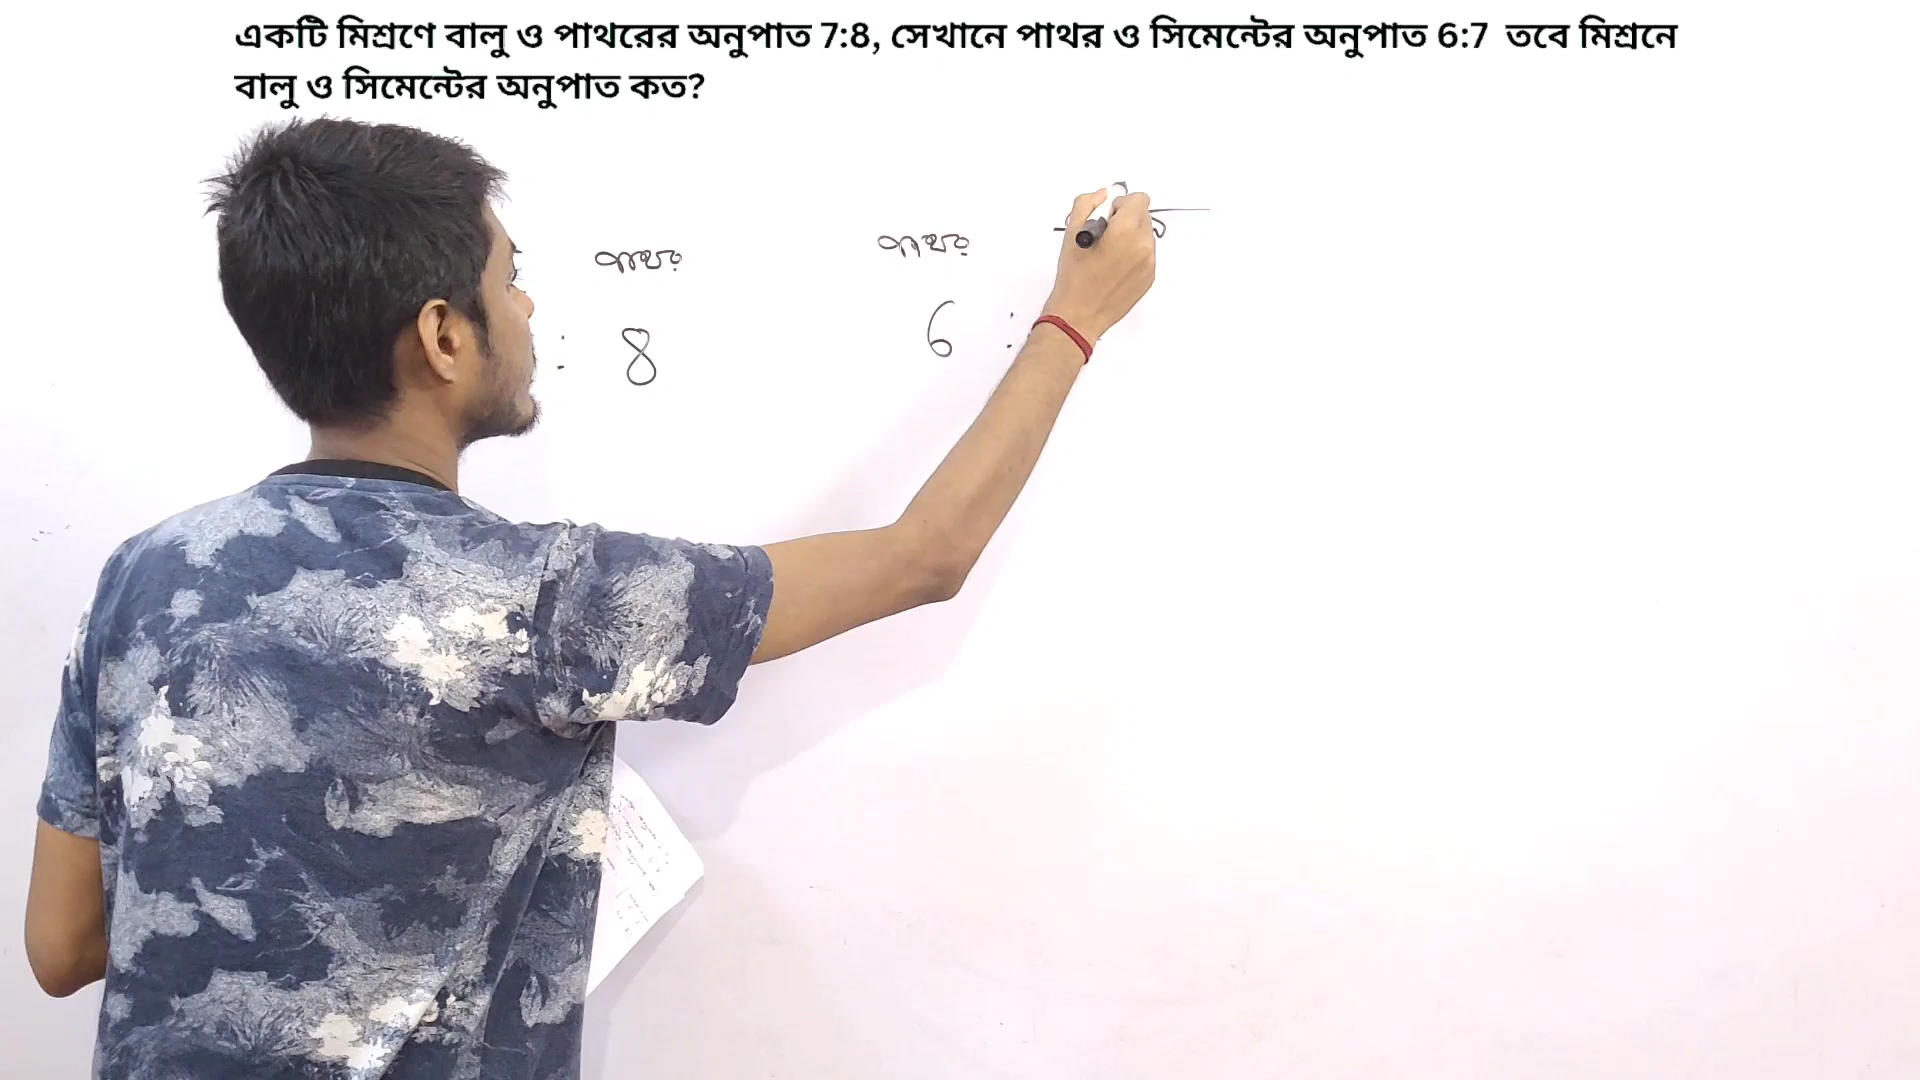 একটি মিশ্রণে বালু ও পাথরের অনুপাত 7:8, সেখানে পাথর ও সিমেন্টের অনুপাত 6:7 তবে মিশ্রনে
বালু ও সিমেন্টের অনুপাত কত?
পাথর পাথর
: 8 6 :